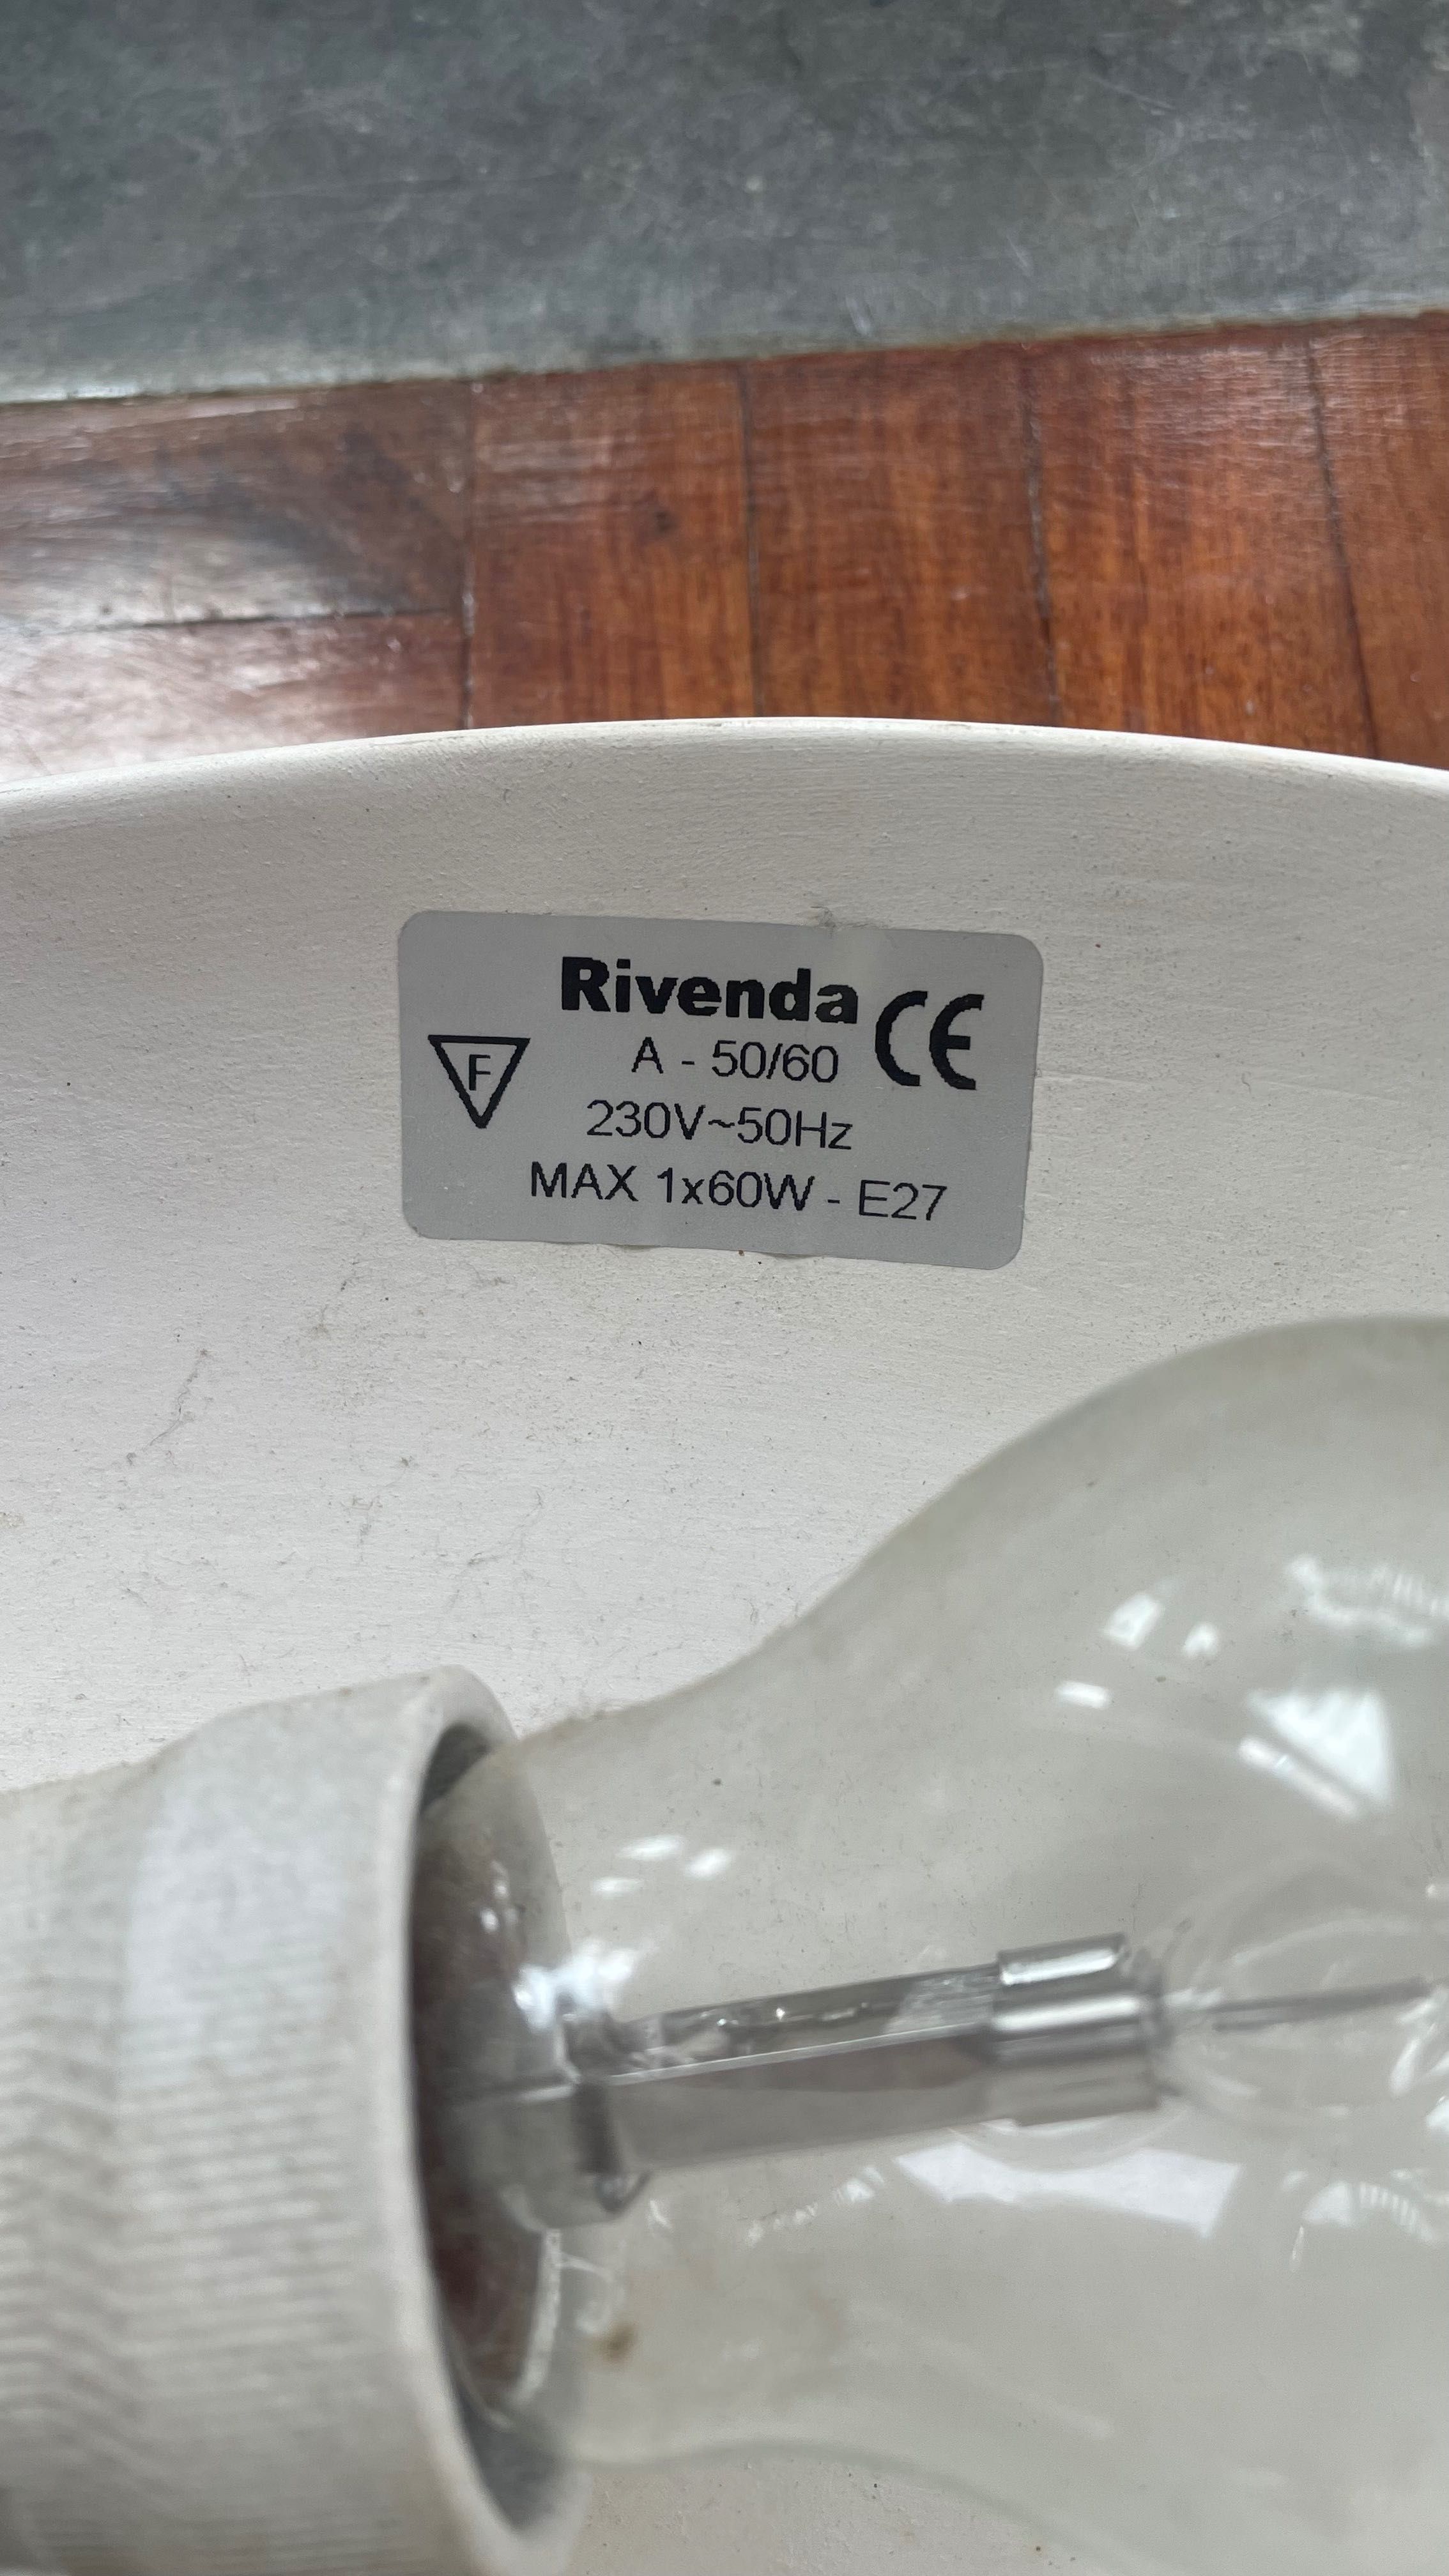 Rivenda CE
F A - 50/60
230V~50Hz
MAX 1x60W - E27